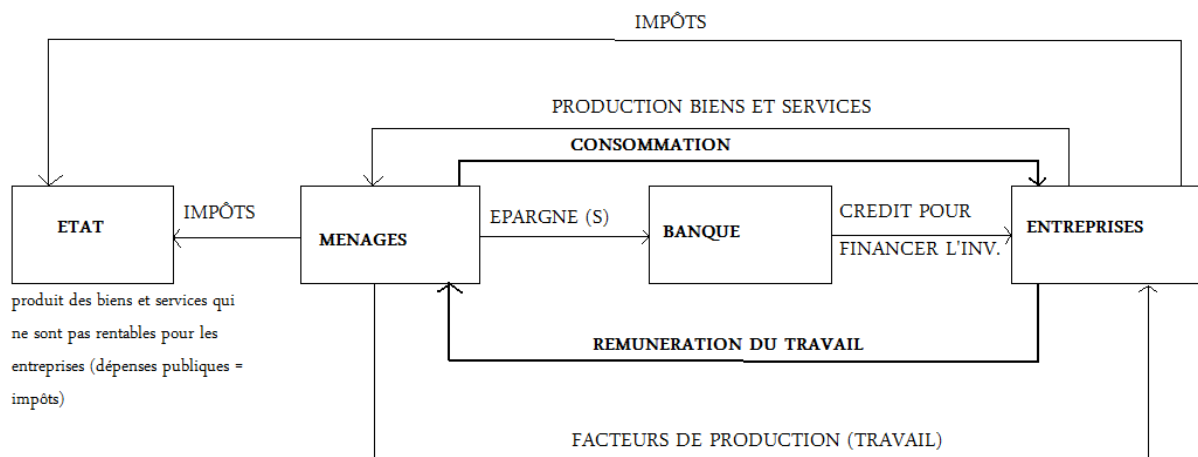 IMPÔTS
PRODUCTION BIENS ET SERVICES
CONSOMMATION
ETAT
IMPÔTS
MENAGES
EPARGNE (S)
BANQUE
CREDIT POUR
FINANCER L'INV.
ENTREPRISES
produit des biens et services qui
ne sont pas rentables pour les
entreprises (dépenses publiques =
impôts)
REMUNERATION DU TRAVAIL
FACTEURS DE PRODUCTION (TRAVAIL)